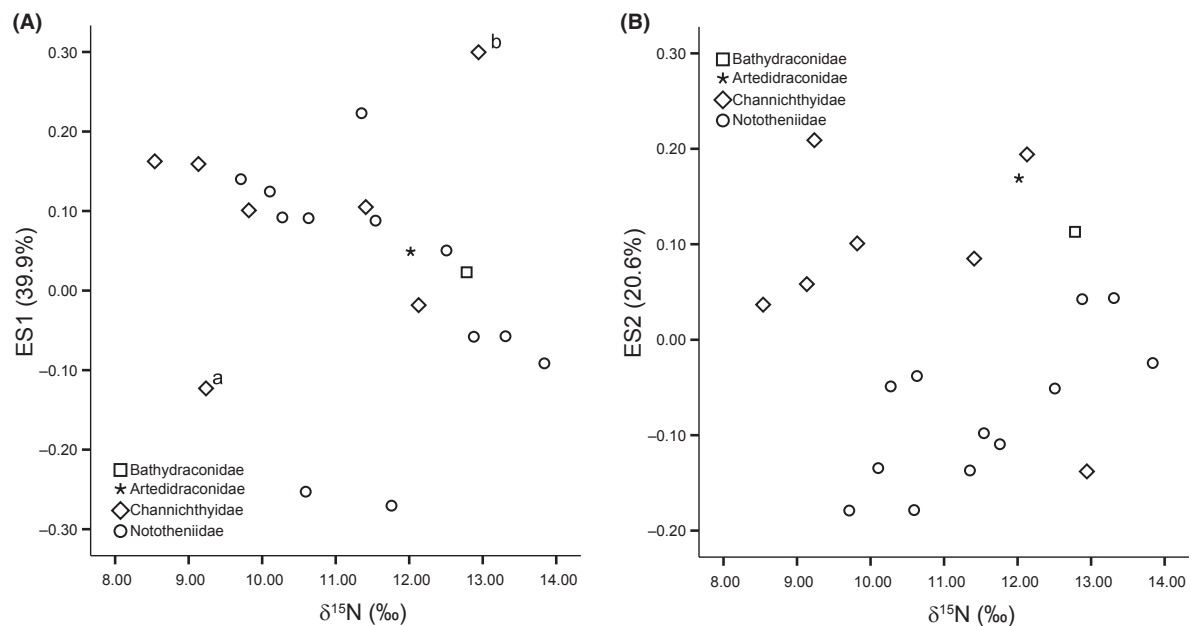 (A)
0.30
0.20
0.10
0.00
–0.10
–0.20
–0.30
ES1 (39.9%)
b
a
Bathydraconidae
Artedidraconidae
Channichthyidae
Nototheniidae
8.00 9.00 10.00 11.00 12.00 13.00 14.00
δ¹⁵N (‰)
(B)
0.30
0.20
0.10
0.00
–0.10
–0.20
ES2 (20.6%)
Bathydraconidae
Artedidraconidae
Channichthyidae
Nototheniidae
8.00 9.00 10.00 11.00 12.00 13.00 14.00
δ¹⁵N (‰)